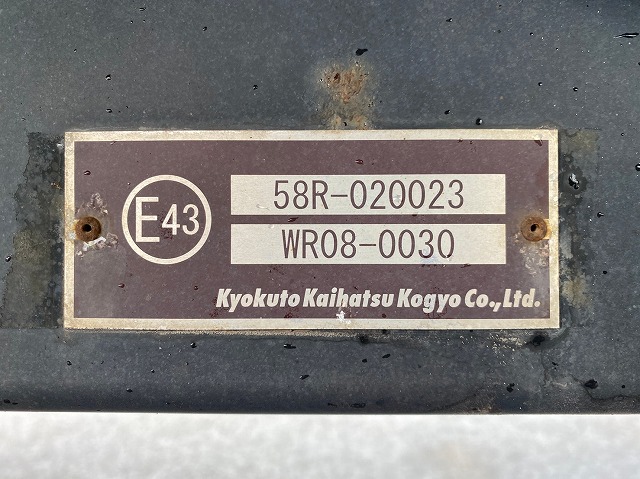 E43
58R-020023
WR08-0030
Kyokuto Kaihatsu Kogyo Co.,Ltd.